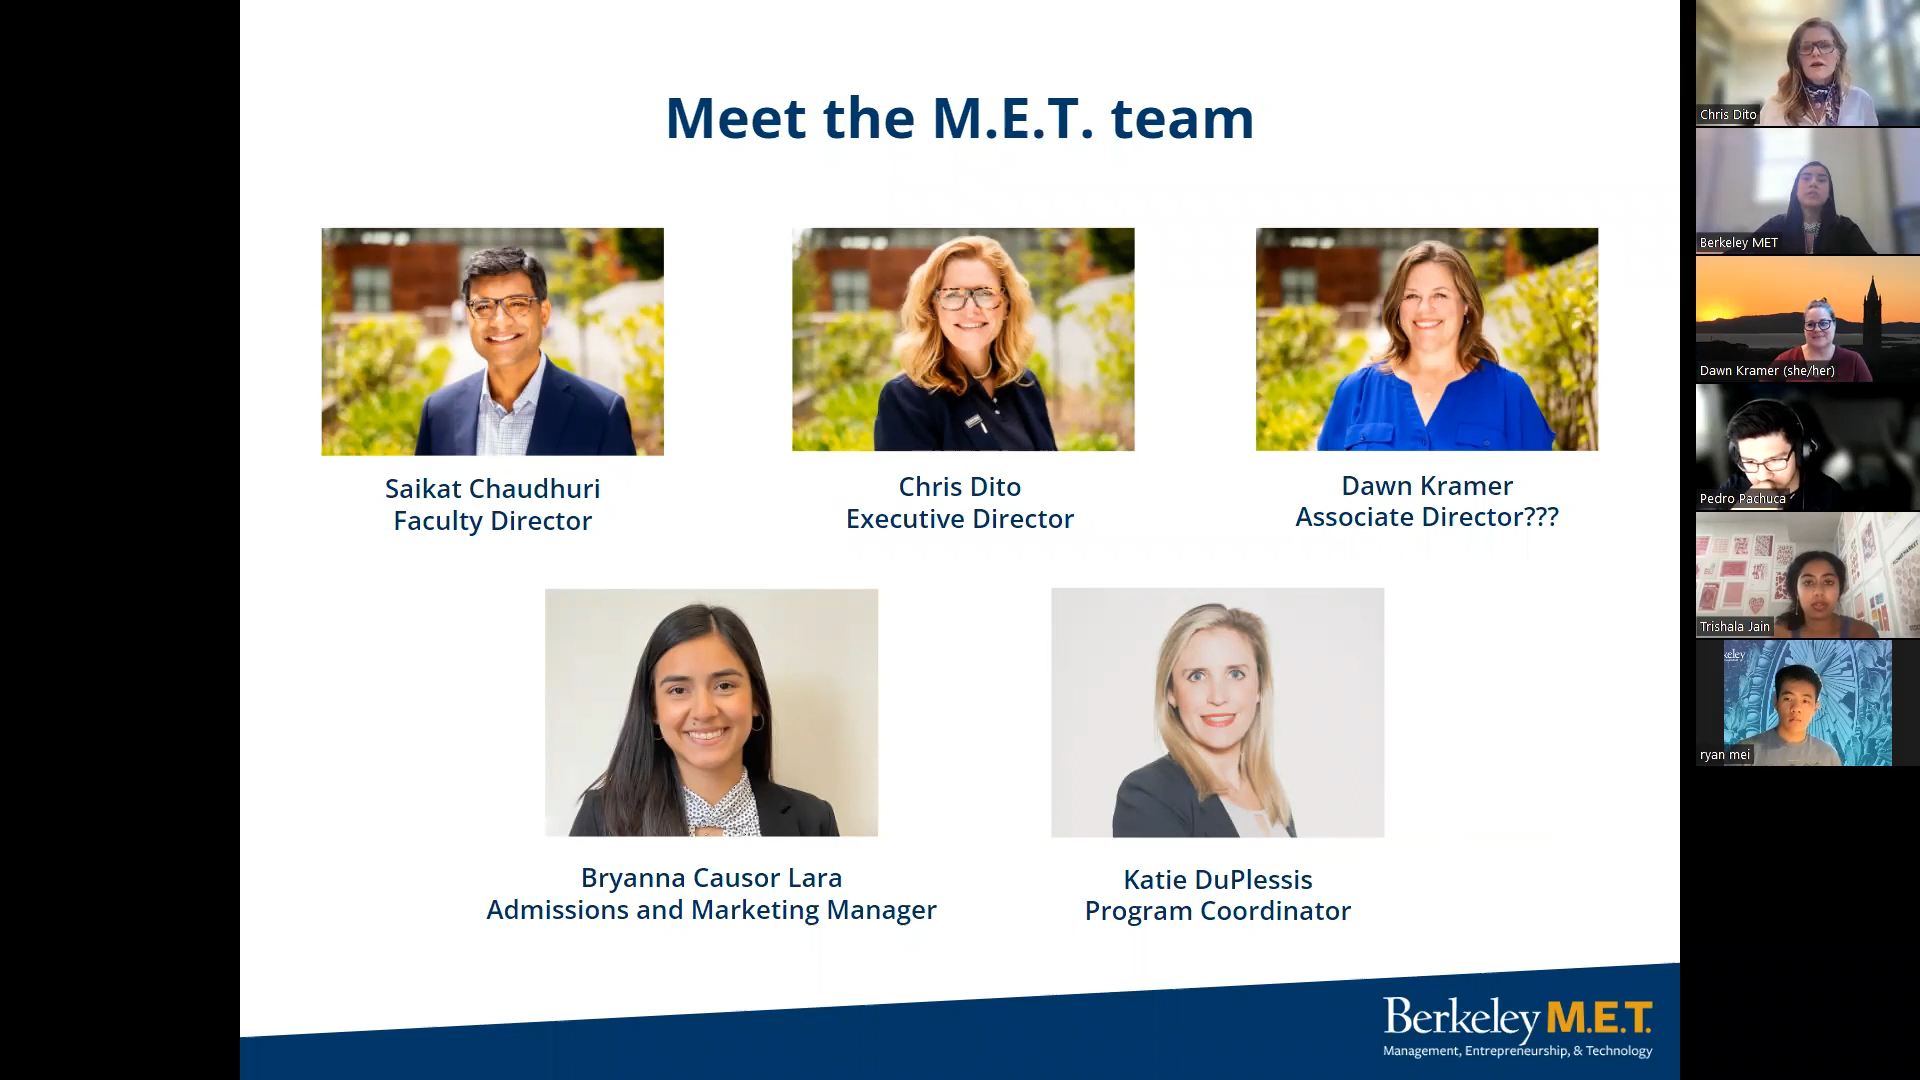 Meet the M.E.T. team
Saikat Chaudhuri
Faculty Director
Chris Dito
Executive Director
Dawn Kramer
Associate Director???
Bryanna Causor Lara
Admissions and Marketing Manager
Katie DuPlessis
Program Coordinator
Berkeley M.E.T.
Management, Entrepreneurship, & Technology
Chris Dito
Berkeley MET
Dawn Kramer (she/her)
Pedro Pachuca
Trishala Jain
keley
ryan mei